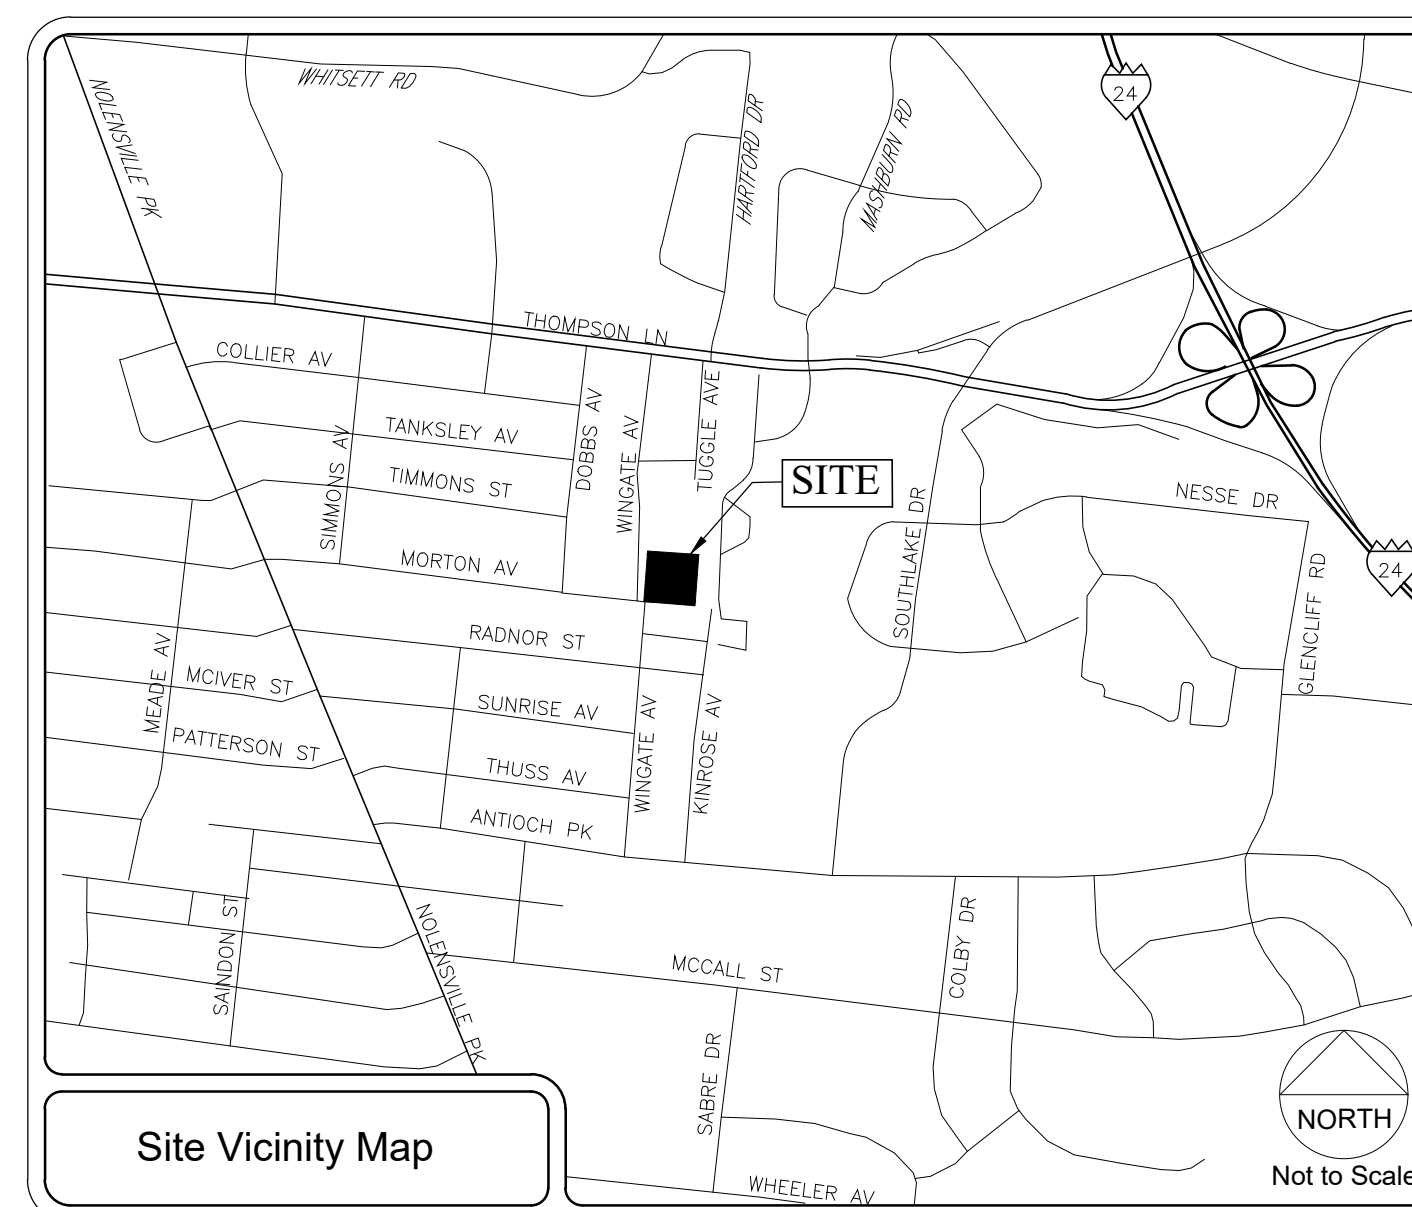 WHITSETT RD
NOLENSVILLE PK
HARTFORD DR
MASHBURN RD
24
THOMPSON LN
COLLIER AV
TANKSLEY AV
TIMMONS ST
SIMMONS AV
DOBBS AV
WINGATE AV
TUGGLE AVE
SITE
MORTON AV
SOUTHLAKE DR
NESSE DR
24
GLENCLIFF RD
RADNOR ST
MEADE AV
MCIVER ST
SUNRISE AV
WINGATE AV
KINROSE AV
PATTERSON ST
THUSS AV
ANTIOCH PK
SAINDON ST
NOLENSVILLE PK
MCCALL ST
COLBY DR
SABRE DR
WHEELER AV
NORTH
Not to Scale
Site Vicinity Map